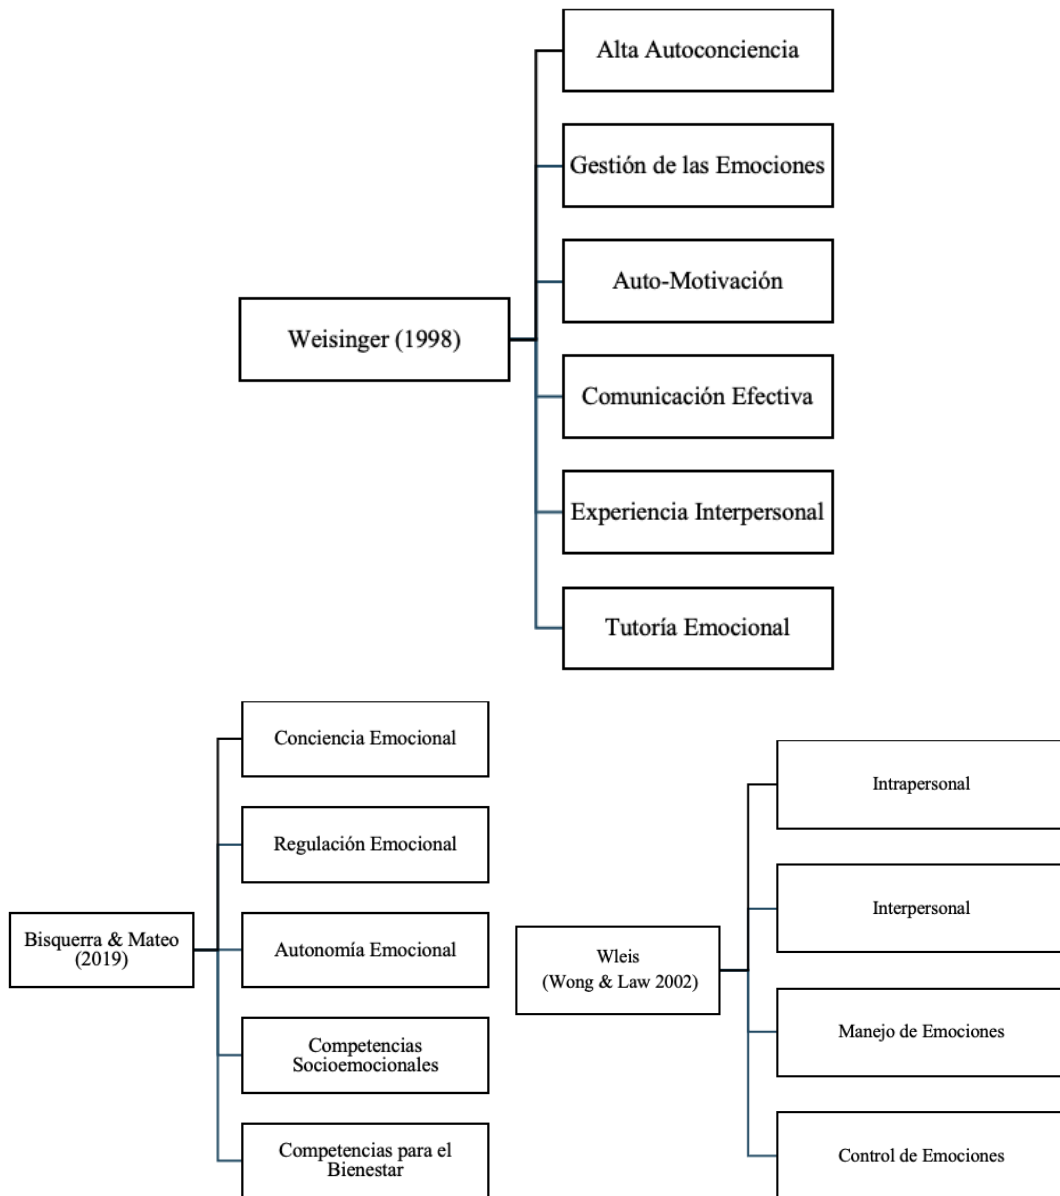 Weisinger (1998)
Alta Autoconciencia
Gestión de las Emociones
Auto-Motivación
Comunicación Efectiva
Experiencia Interpersonal
Tutoría Emocional
Bisquerra & Mateo
(2019)
Conciencia Emocional
Regulación Emocional
Autonomía Emocional
Competencias
Socioemocionales
Competencias para el
Bienestar
Wleis
(Wong & Law 2002)
Intrapersonal
Interpersonal
Manejo de Emociones
Control de Emociones